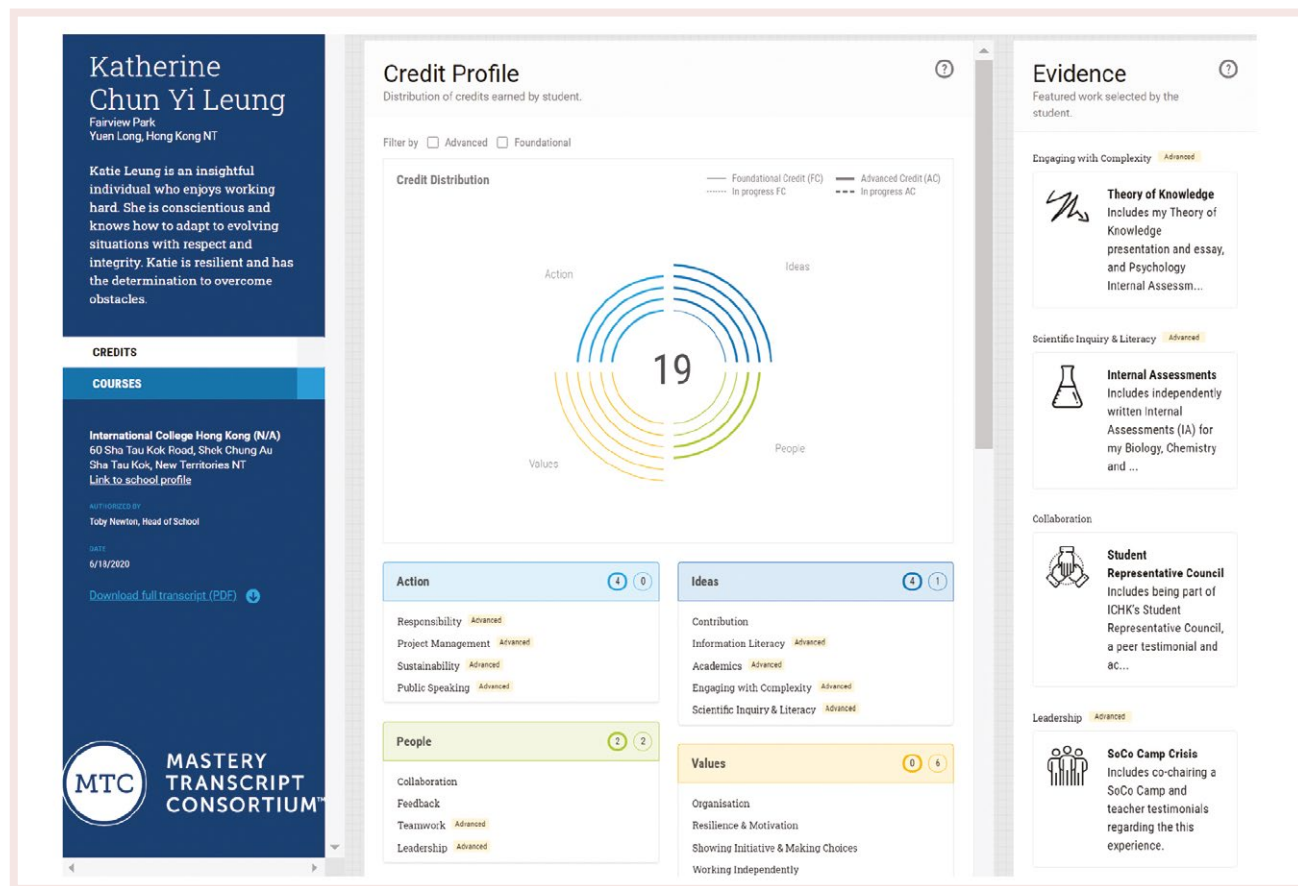 Katherine
Chun Yi Leung
Fairview Park
Yuen Long, Hong Kong NT
Katie Leung is an insightful
individual who enjoys working
hard. She is conscientious and
knows how to adapt to evolving
situations with respect and
integrity. Katie is resilient and has
the determination to overcome
obstacles.
CREDITS
COURSES
International College Hong Kong (N/A)
60 Sha Tau Kok Road, Shek Chung Au
Sha Tau Kok, New Territories NT
Link to school profile
AUTHORIZED BY
Toby Newton, Head of School
DATE
6/18/2020
Download full transcript (PDF)
MTC
MASTERY
TRANSCRIPT
CONSORTIUM™
Credit Profile
?
Distribution of credits earned by student.
Filter by Advanced Foundational
Credit Distribution
Foundational Credit (FC) Advanced Credit (AC)
In progress FC In progress AC
Action
Ideas
19
Values
People
Action 4 0
Responsibility Advanced
Project Management Advanced
Sustainability Advanced
Public Speaking Advanced
Ideas 4 1
Contribution
Information Literacy Advanced
Academics Advanced
Engaging with Complexity Advanced
Scientific Inquiry & Literacy Advanced
People 2 2
Collaboration
Feedback
Teamwork Advanced
Leadership Advanced
Values 0 6
Organisation
Resilience & Motivation
Showing Initiative & Making Choices
Working Independently
Evidence
?
Featured work selected by the
student.
Engaging with Complexity Advanced
Theory of Knowledge
Includes my Theory of
Knowledge
presentation and essay,
and Psychology
Internal Assessm...
Scientific Inquiry & Literacy Advanced
Internal Assessments
Includes independently
written Internal
Assessments (IA) for
my Biology, Chemistry
and ...
Collaboration
Student
Representative Council
Includes being part of
ICHK's Student
Representative Council,
a peer testimonial and
ac...
Leadership Advanced
SoCo Camp Crisis
Includes co-chairing a
SoCo Camp and
teacher testimonials
regarding the this
experience.